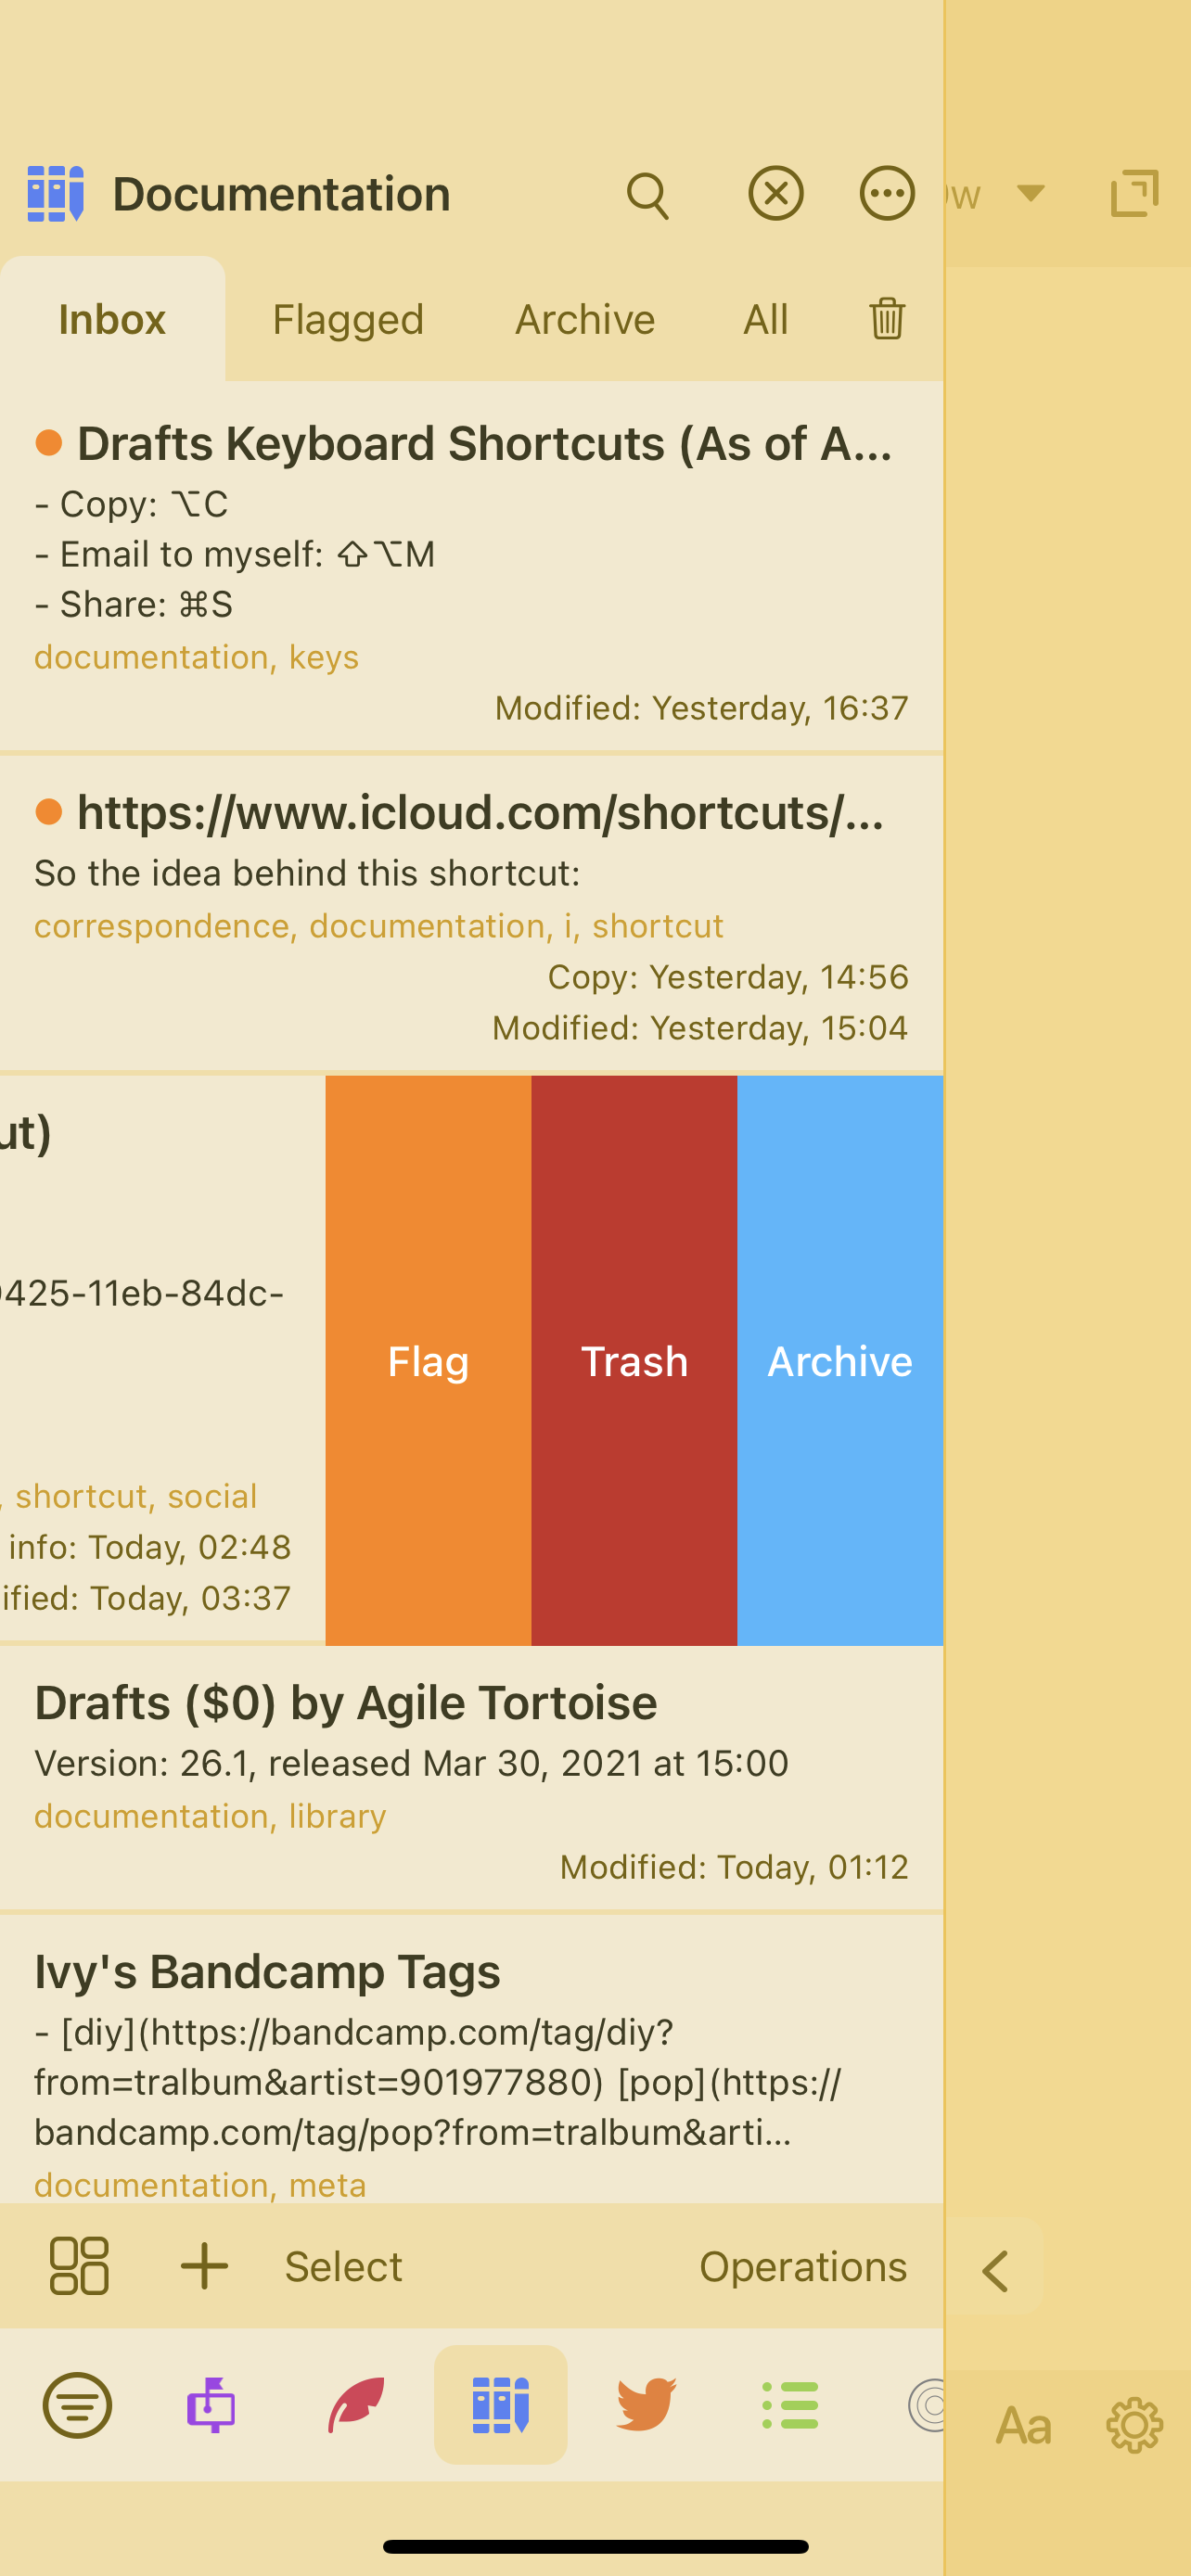 Documentation
Inbox Flagged Archive All
Drafts Keyboard Shortcuts (As of A...
- Copy: ⌥C
- Email to myself: ⇧⌥M
- Share: ⌘S
documentation, keys
Modified: Yesterday, 16:37
https://www.icloud.com/shortcuts/...
So the idea behind this shortcut:
correspondence, documentation, i, shortcut
Copy: Yesterday, 14:56
Modified: Yesterday, 15:04
ut)
425-11eb-84dc-
, shortcut, social
info: Today, 02:48
ified: Today, 03:37
Flag Trash Archive
Drafts ($0) by Agile Tortoise
Version: 26.1, released Mar 30, 2021 at 15:00
documentation, library
Modified: Today, 01:12
Ivy's Bandcamp Tags
- [diy](https://bandcamp.com/tag/diy?
from=tralbum&artist=901977880) [pop](https://
bandcamp.com/tag/pop?from=tralbum&arti...
documentation, meta
Select Operations
Aa